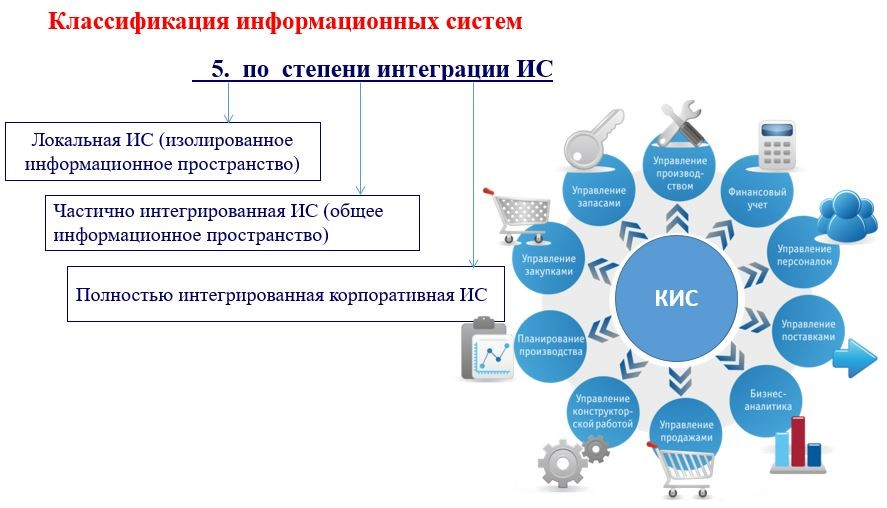 Классификация информационных систем
5. по степени интеграции ИС
Локальная ИС (изолированное
информационное пространство)
Частично интегрированная ИС (общее
информационное пространство)
Полностью интегрированная корпоративная ИС
КИС
Управление
производ-
ством
Финансовый
учет
Управление
персоналом
Управление
поставками
Бизнес-
аналитика
Управление
продажами
Управление
конструктор-
ской работой
Планирование
производства
Управление
закупками
Управление
запасами